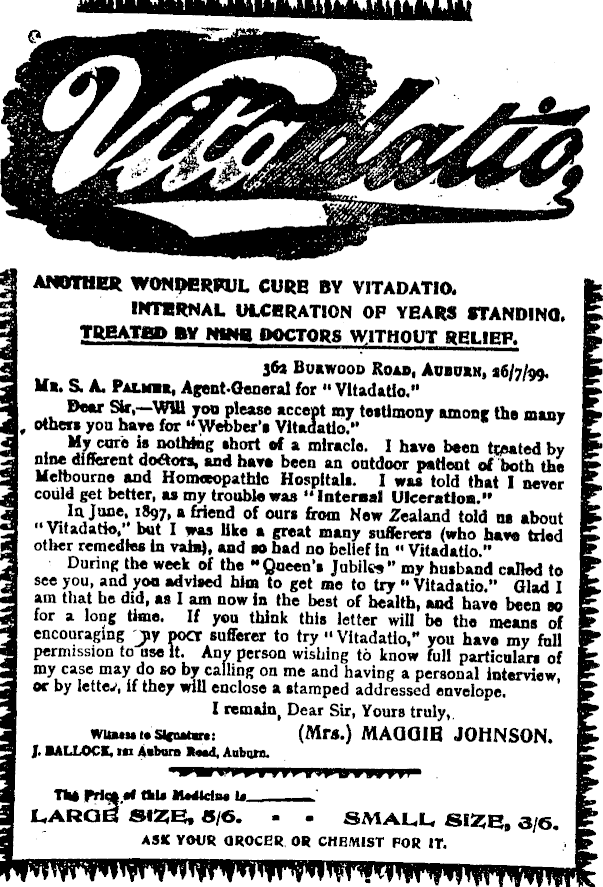 Vitadatio
ANOTHER WONDERFUL CURE BY VITADATIO.
INTERNAL ULCERATION OF YEARS STANDING.
TREATED BY NINE DOCTORS WITHOUT RELIEF.
362 BURWOOD ROAD, AUBURN, 26/7/99.
MR. S. A. PALMER, Agent-General for "Vitadatio."
Dear Sir,—Will you please accept my testimony among the many
others you have for "Webber's Vitadatio."
My cure is nothing short of a miracle. I have been treated by
nine different doctors, and have been an outdoor patient of both the
Melbourne and Homœopathic Hospitals. I was told that I never
could get better, as my trouble was "Internal Ulceration."
In June, 1897, a friend of ours from New Zealand told us about
"Vitadatio," but I was like a great many sufferers (who have tried
other remedies in vain), and so had no belief in "Vitadatio."
During the week of the "Queen's Jubilee" my husband called to
see you, and you advised him to get me to try "Vitadatio." Glad I
am that he did, as I am now in the best of health, and have been so
for a long time. If you think this letter will be the means of
encouraging any poor sufferer to try "Vitadatio," you have my full
permission to use it. Any person wishing to know full particulars of
my case may do so by calling on me and having a personal interview,
or by letter, if they will enclose a stamped addressed envelope.
I remain, Dear Sir, Yours truly,
Witness to Signature: (Mrs.) MAGGIE JOHNSON.
J. BALLOCK, 121 Auburn Road, Auburn.
The Price of this Medicine is
LARGE SIZE, 5/6. - - SMALL SIZE, 3/6.
ASK YOUR GROCER OR CHEMIST FOR IT.